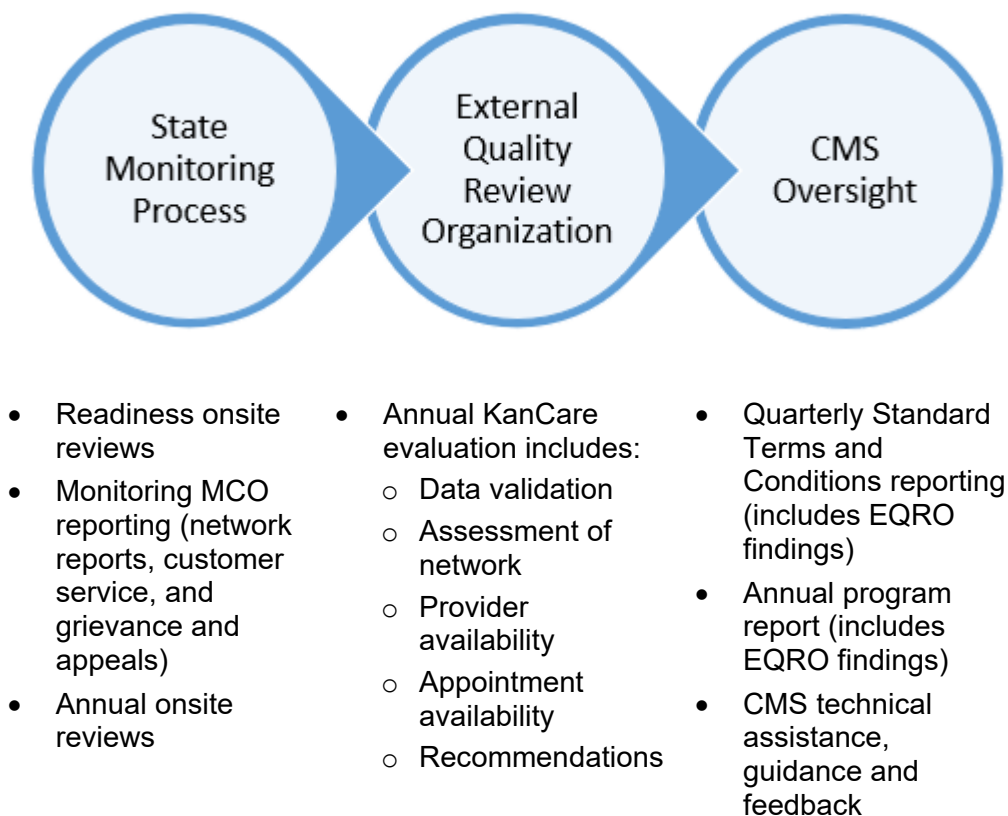 State
Monitoring
Process
External
Quality
Review
Organization
CMS
Oversight
• Readiness onsite
reviews
• Monitoring MCO
reporting (network
reports, customer
service, and
grievance and
appeals)
• Annual onsite
reviews
• Annual KanCare
evaluation includes:
o Data validation
o Assessment of
network
o Provider
availability
o Appointment
availability
o Recommendations
• Quarterly Standard
Terms and
Conditions reporting
(includes EQRO
findings)
• Annual program
report (includes
EQRO findings)
• CMS technical
assistance,
guidance and
feedback